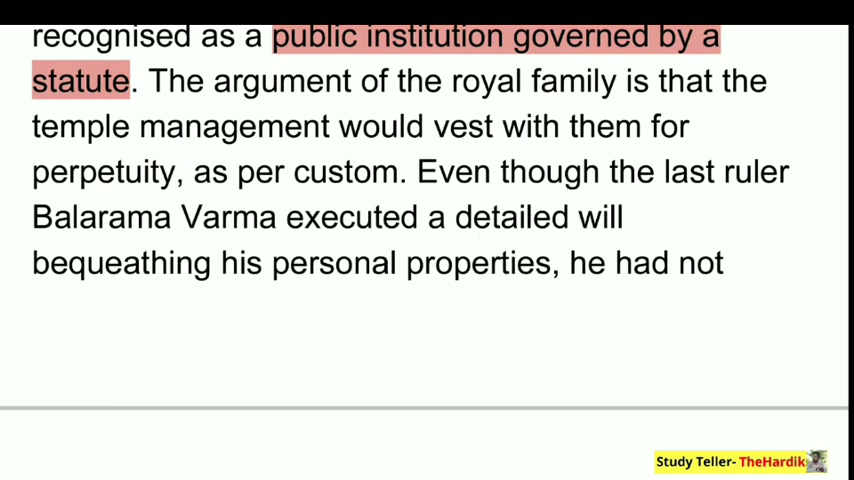 recognised as a public institution governed by a
statute. The argument of the royal family is that the
temple management would vest with them for
perpetuity, as per custom. Even though the last ruler
Balarama Varma executed a detailed will
bequeathing his personal properties, he had not
Study Teller- TheHardik